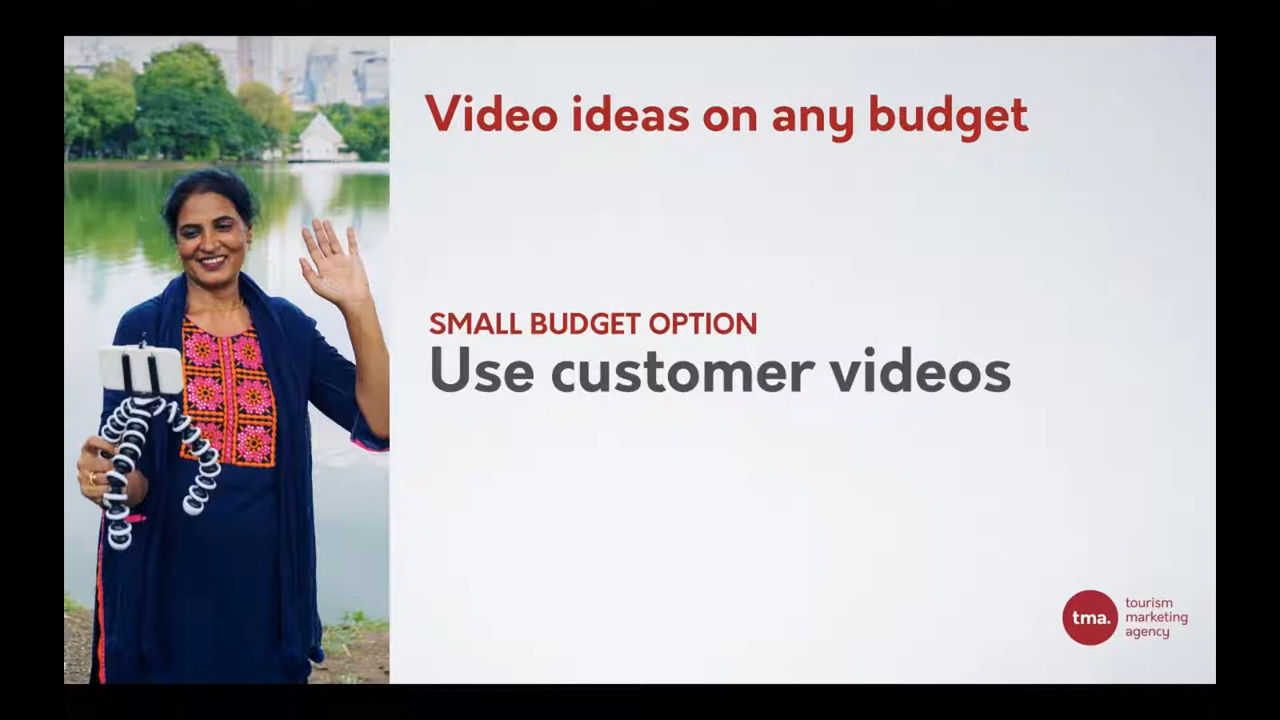 Video ideas on any budget
SMALL BUDGET OPTION
Use customer videos
tma.
tourism
marketing
agency